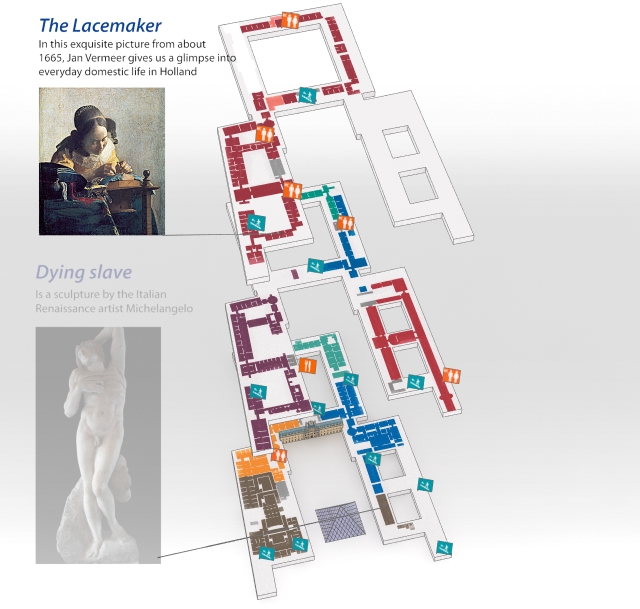 The Lacemaker
In this exquisite picture from about
1665, Jan Vermeer gives us a glimpse into
everyday domestic life in Holland
Dying slave
Is a sculpture by the Italian
Renaissance artist Michelangelo